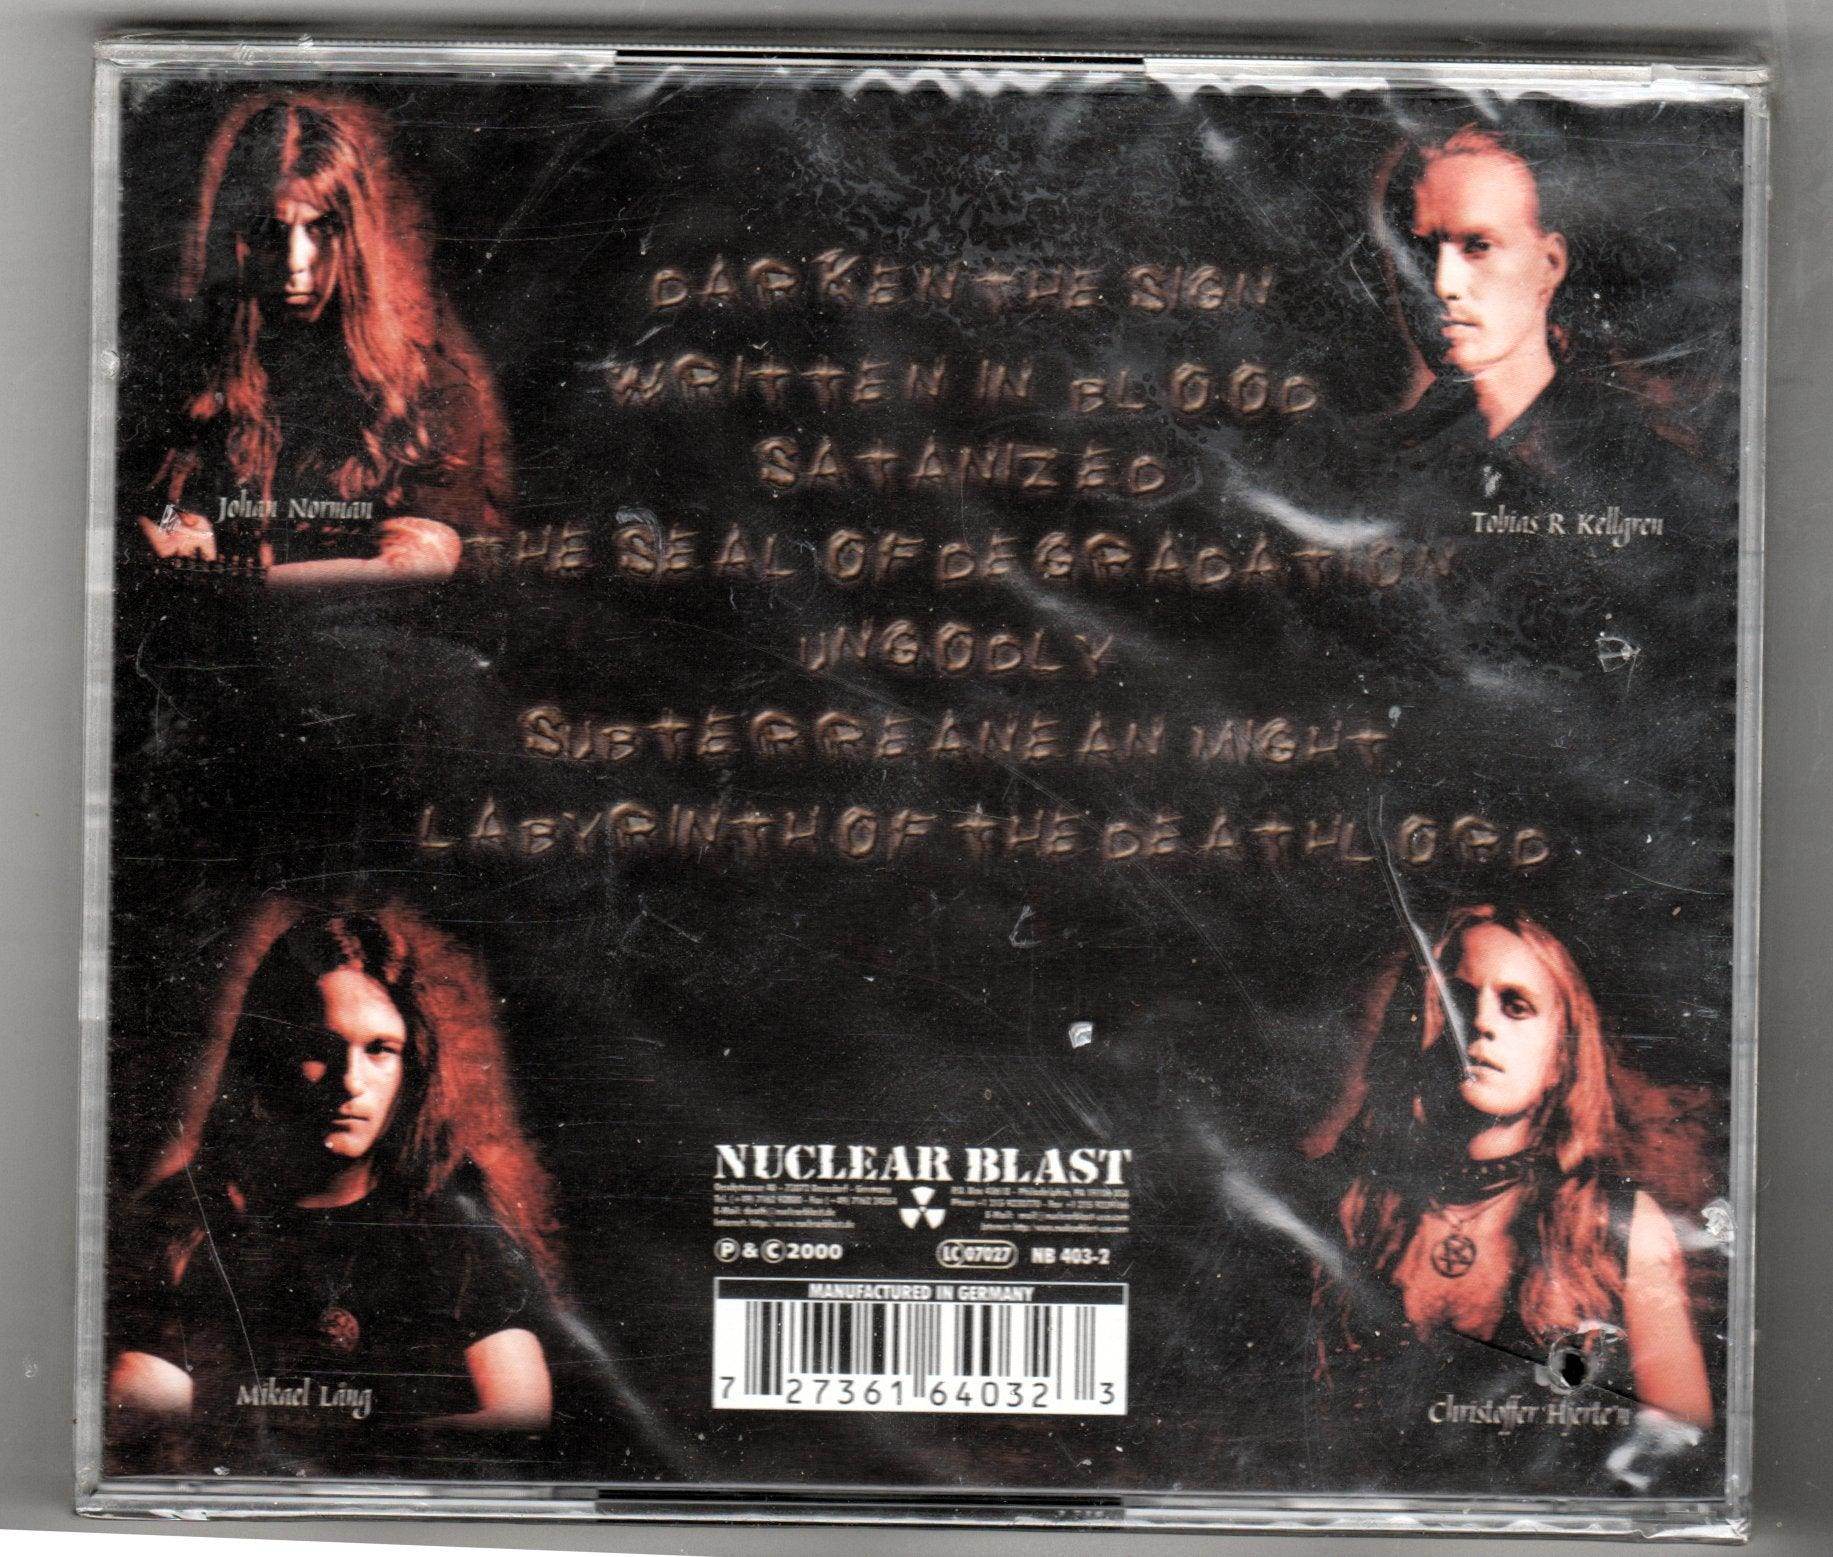 DARKEN THE SIGN
WRITTEN IN BLOOD
SATANIZED
Johan Norman
Tobias R Kellgren
THE SEAL OF DEGRADATION
UNGODLY
SUBTERREANEAN MIGHT
LABYRINTH OF THE DEATHLORD
NUCLEAR BLAST
P & C 2000
LC 07027 NB 403-2
MANUFACTURED IN GERMANY
7 27361 64032 3
Mikael Lång
Christoffer Hjerte'n